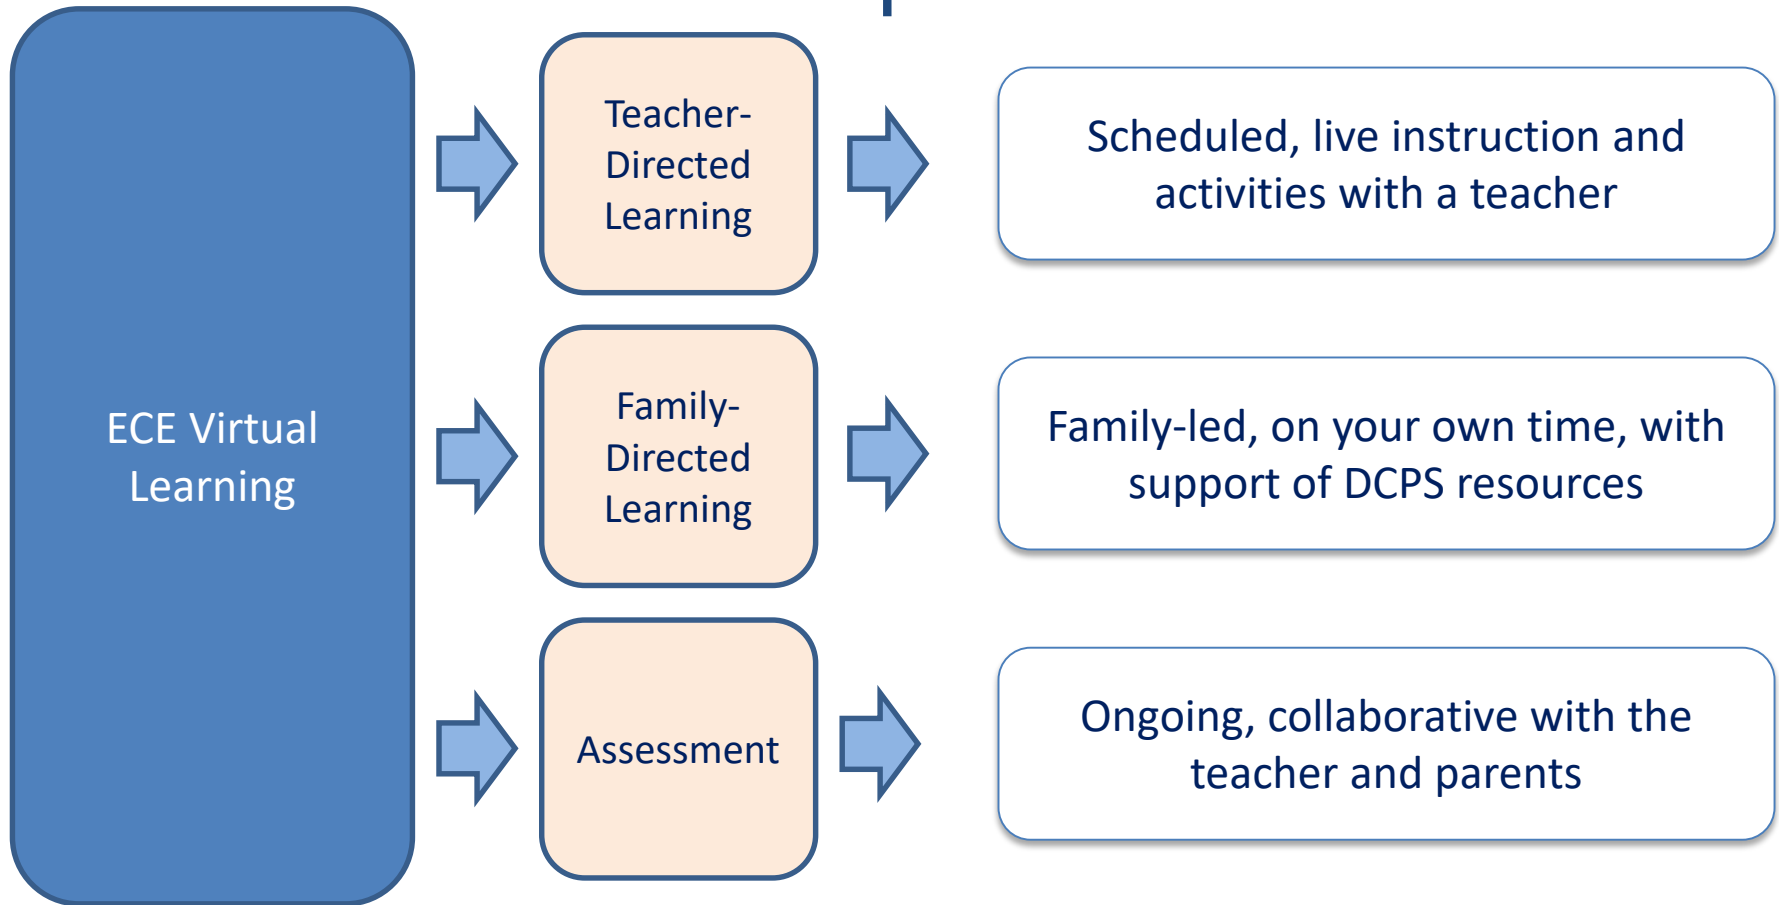 ECE Virtual
Learning
Teacher-
Directed
Learning
Scheduled, live instruction and
activities with a teacher
Family-
Directed
Learning
Family-led, on your own time, with
support of DCPS resources
Assessment
Ongoing, collaborative with the
teacher and parents